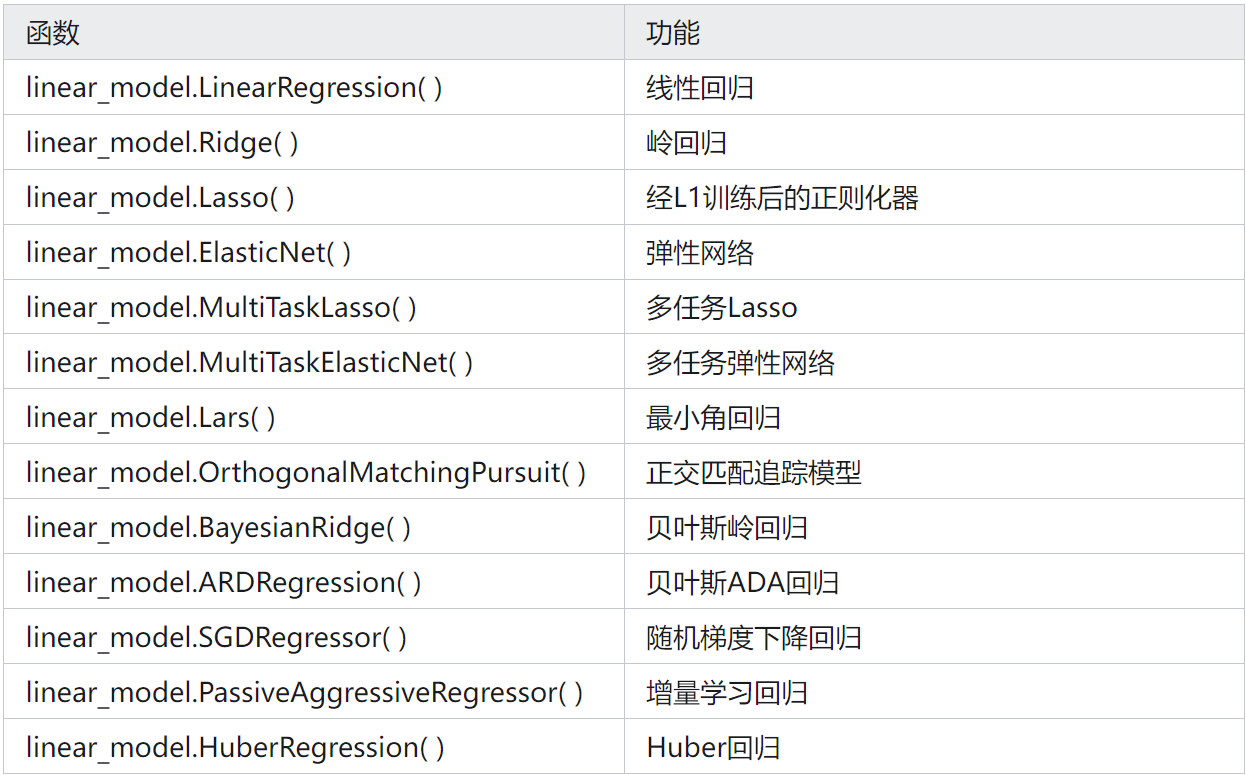 函数 功能
linear_model.LinearRegression( ) 线性回归
linear_model.Ridge( ) 岭回归
linear_model.Lasso( ) 经L1训练后的正则化器
linear_model.ElasticNet( ) 弹性网络
linear_model.MultiTaskLasso( ) 多任务Lasso
linear_model.MultiTaskElasticNet( ) 多任务弹性网络
linear_model.Lars( ) 最小角回归
linear_model.OrthogonalMatchingPursuit( ) 正交匹配追踪模型
linear_model.BayesianRidge( ) 贝叶斯岭回归
linear_model.ARDRegression( ) 贝叶斯ADA回归
linear_model.SGDRegressor( ) 随机梯度下降回归
linear_model.PassiveAggressiveRegressor( ) 增量学习回归
linear_model.HuberRegression( ) Huber回归